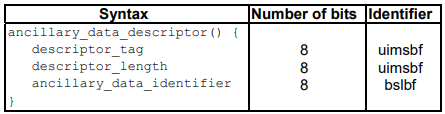 Syntax Number of bits Identifier
ancillary_data_descriptor() {
descriptor_tag 8 uimsbf
descriptor_length 8 uimsbf
ancillary_data_identifier 8 bslbf
}